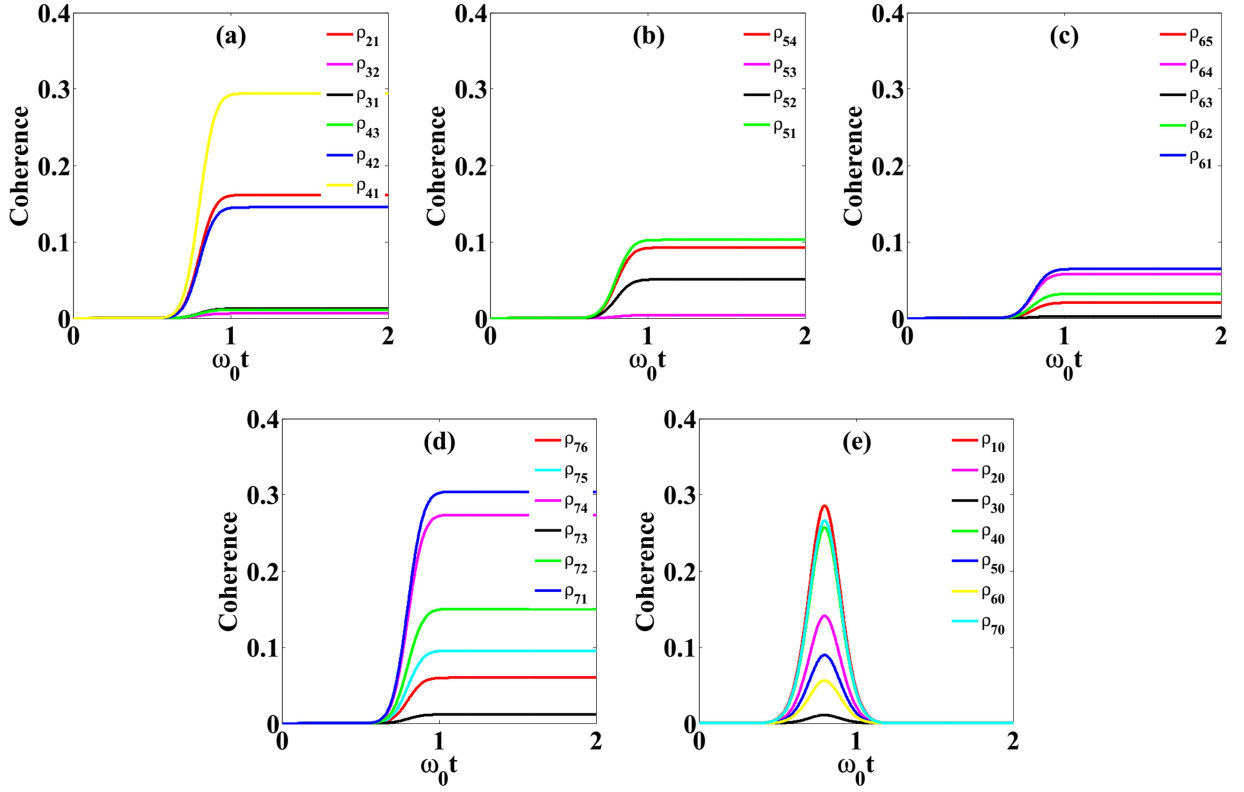 (a)
Coherence
0.4
0.3
0.2
0.1
0
0
1
2
ω₀t
ρ₂₁
ρ₃₂
ρ₃₁
ρ₄₃
ρ₄₂
ρ₄₁
(b)
Coherence
0.4
0.3
0.2
0.1
0
0
1
2
ω₀t
ρ₅₄
ρ₅₃
ρ₅₂
ρ₅₁
(c)
Coherence
0.4
0.3
0.2
0.1
0
0
1
2
ω₀t
ρ₆₅
ρ₆₄
ρ₆₃
ρ₆₂
ρ₆₁
(d)
Coherence
0.4
0.3
0.2
0.1
0
0
1
2
ω₀t
ρ₇₆
ρ₇₅
ρ₇₄
ρ₇₃
ρ₇₂
ρ₇₁
(e)
Coherence
0.4
0.3
0.2
0.1
0
0
1
2
ω₀t
ρ₁₀
ρ₂₀
ρ₃₀
ρ₄₀
ρ₅₀
ρ₆₀
ρ₇₀